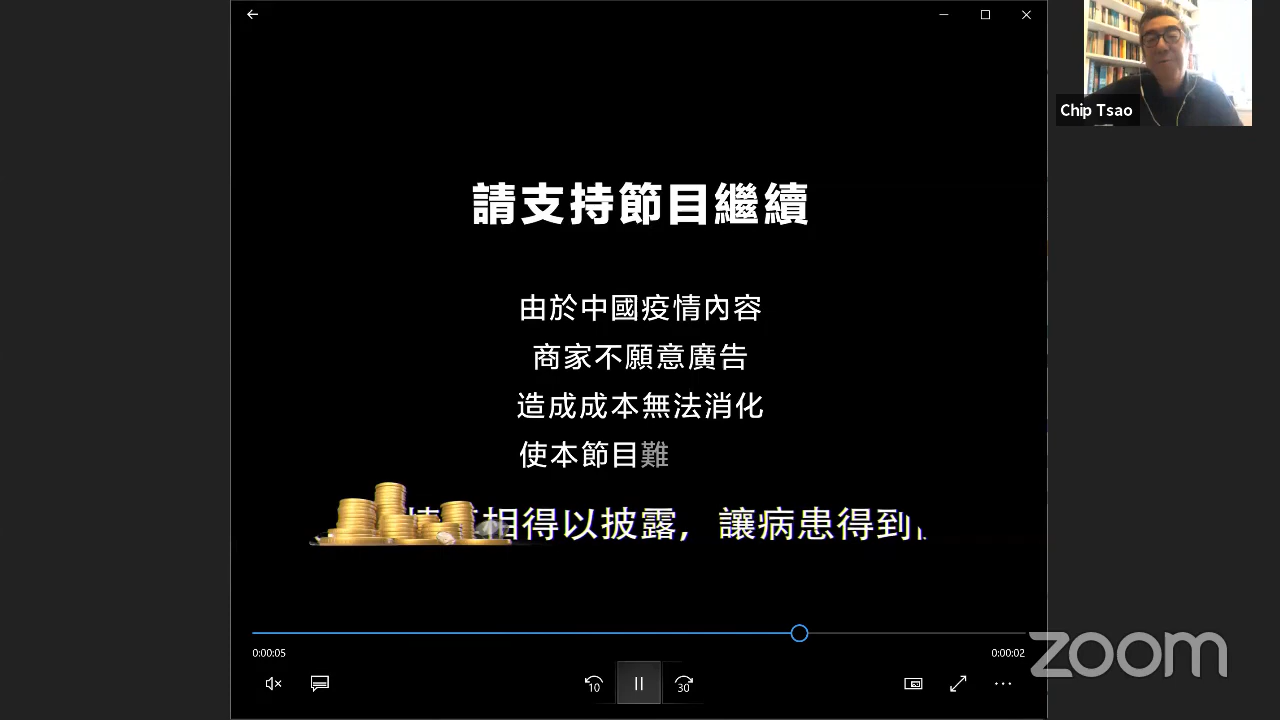 Chip Tsao
請支持節目繼續
由於中國疫情內容
商家不願意廣告
造成成本無法消化
使本節目難
相得以披露，讓病患得到
0:00:05
0:00:02
10
30
zoom